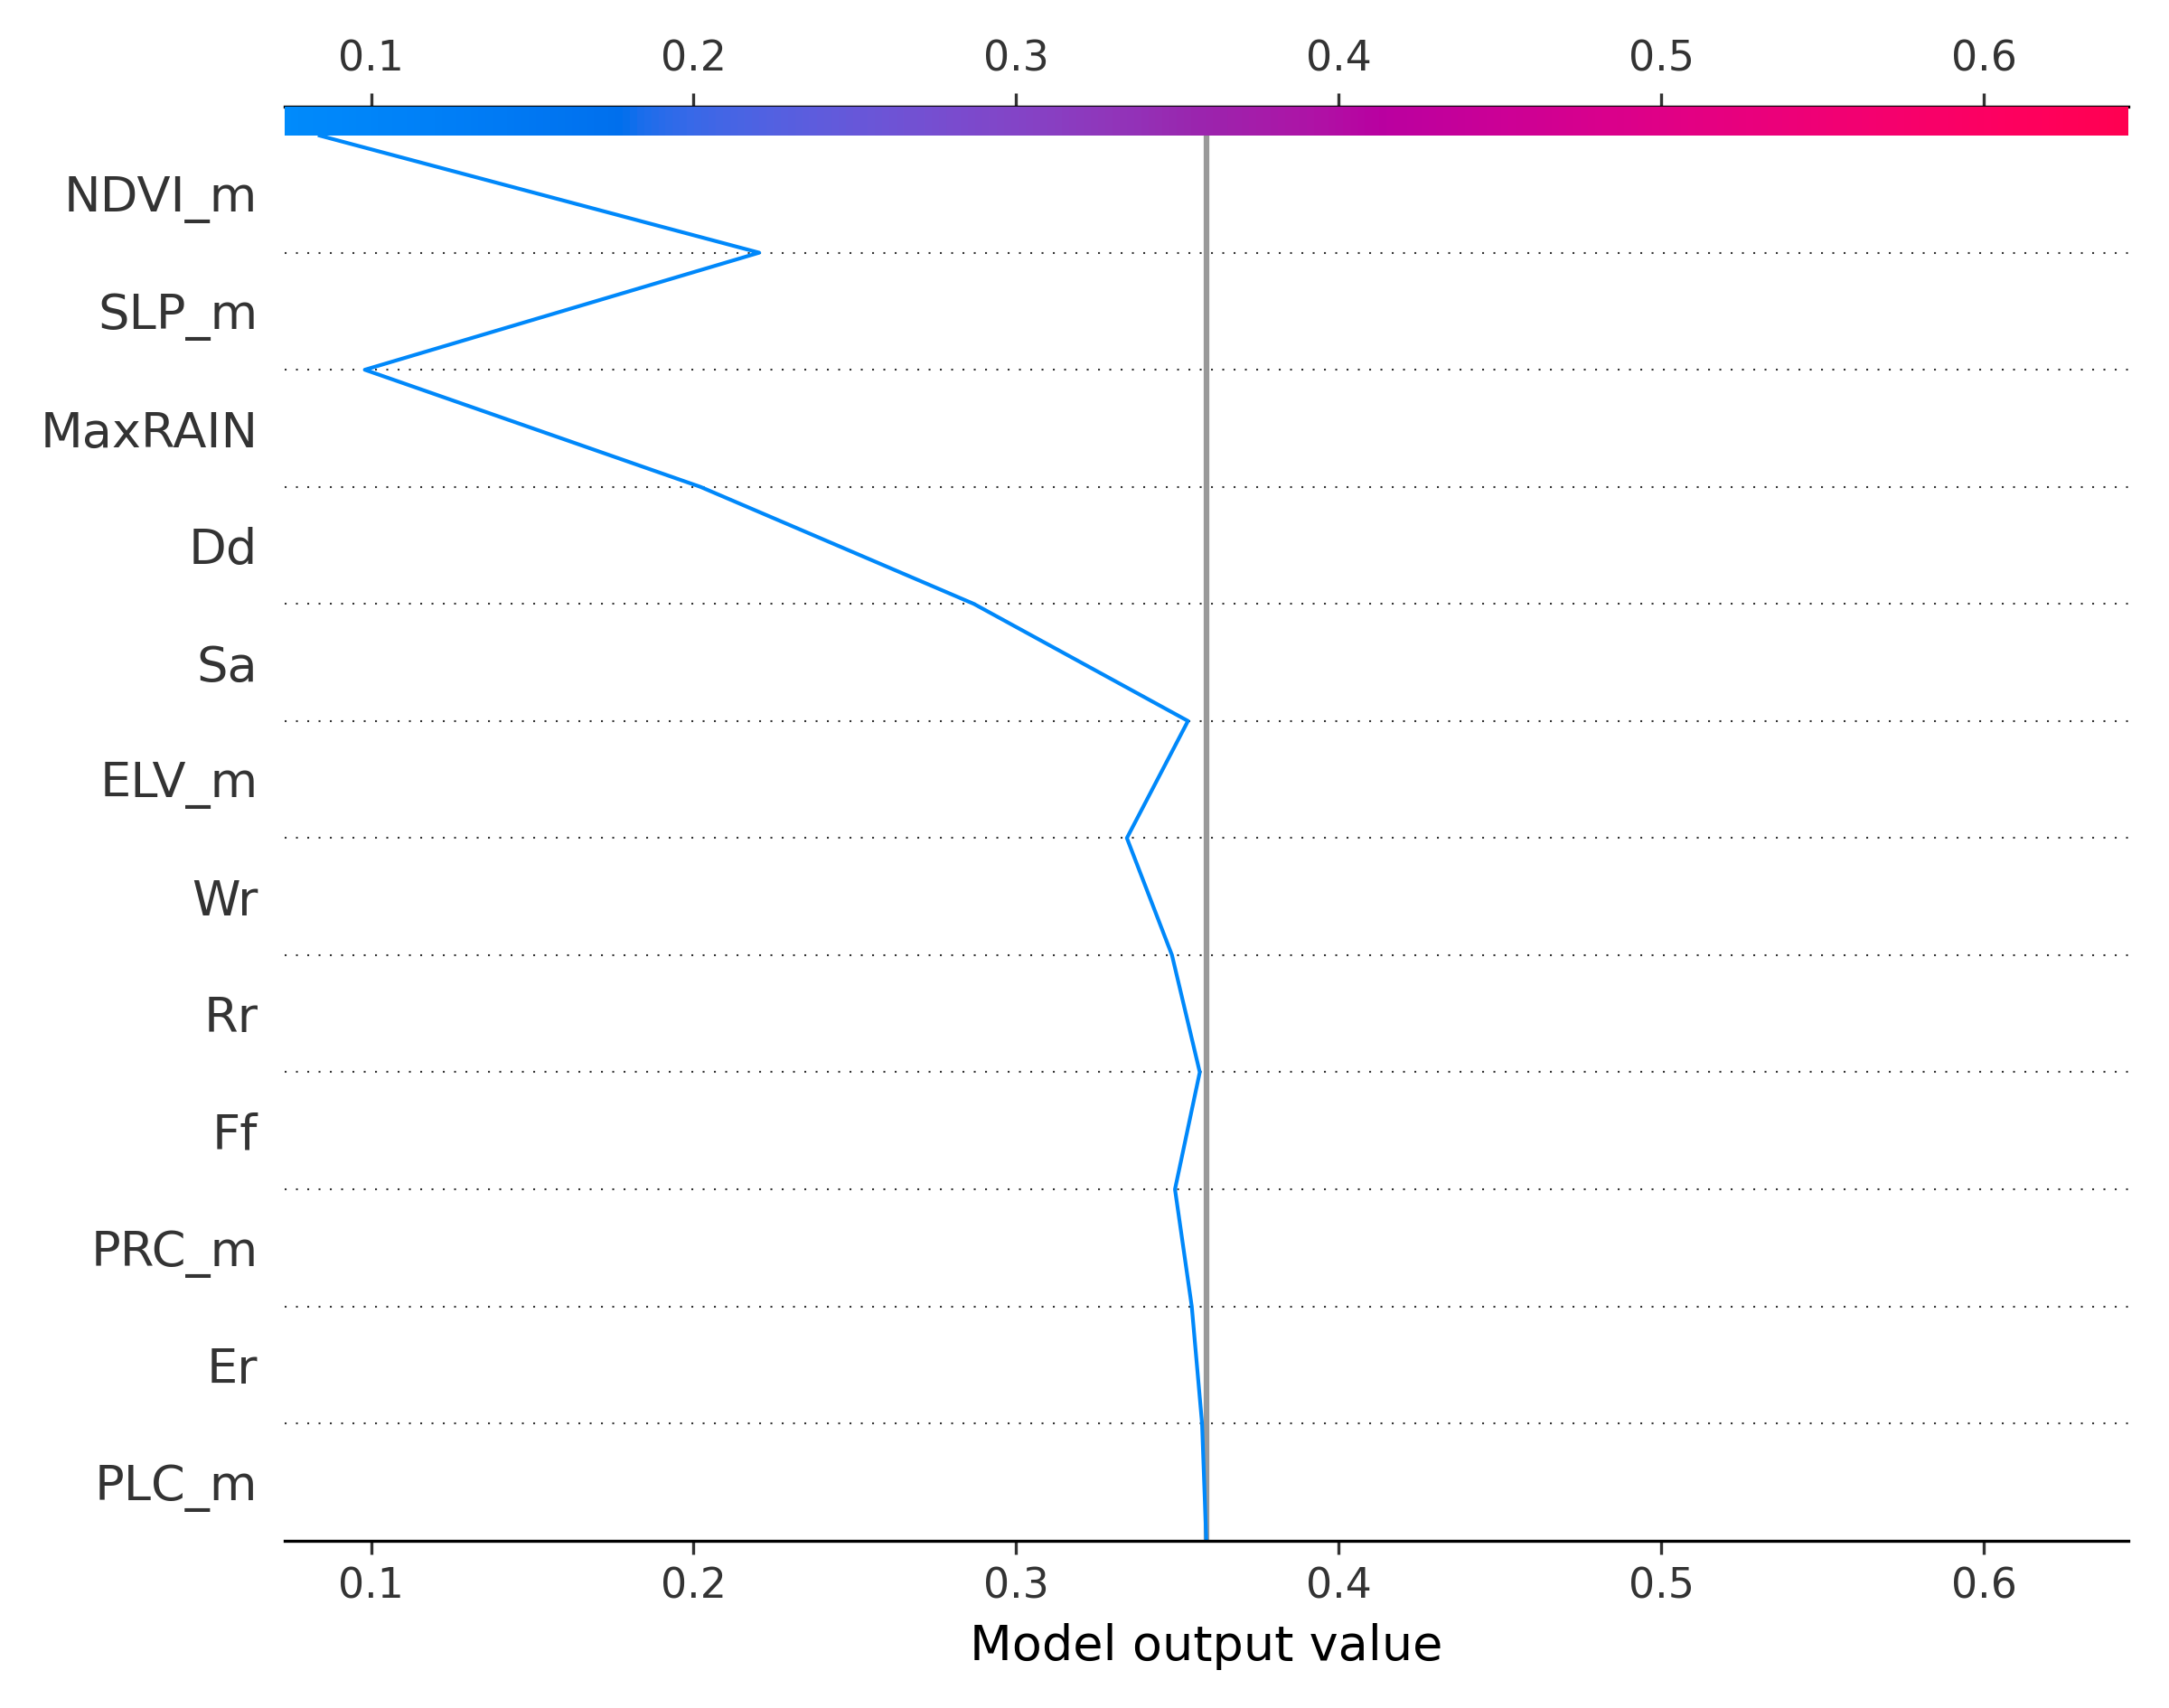 0.1 0.2 0.3 0.4 0.5 0.6
NDVI_m
SLP_m
MaxRAIN
Dd
Sa
ELV_m
Wr
Rr
Ff
PRC_m
Er
PLC_m
0.1 0.2 0.3 0.4 0.5 0.6
Model output value